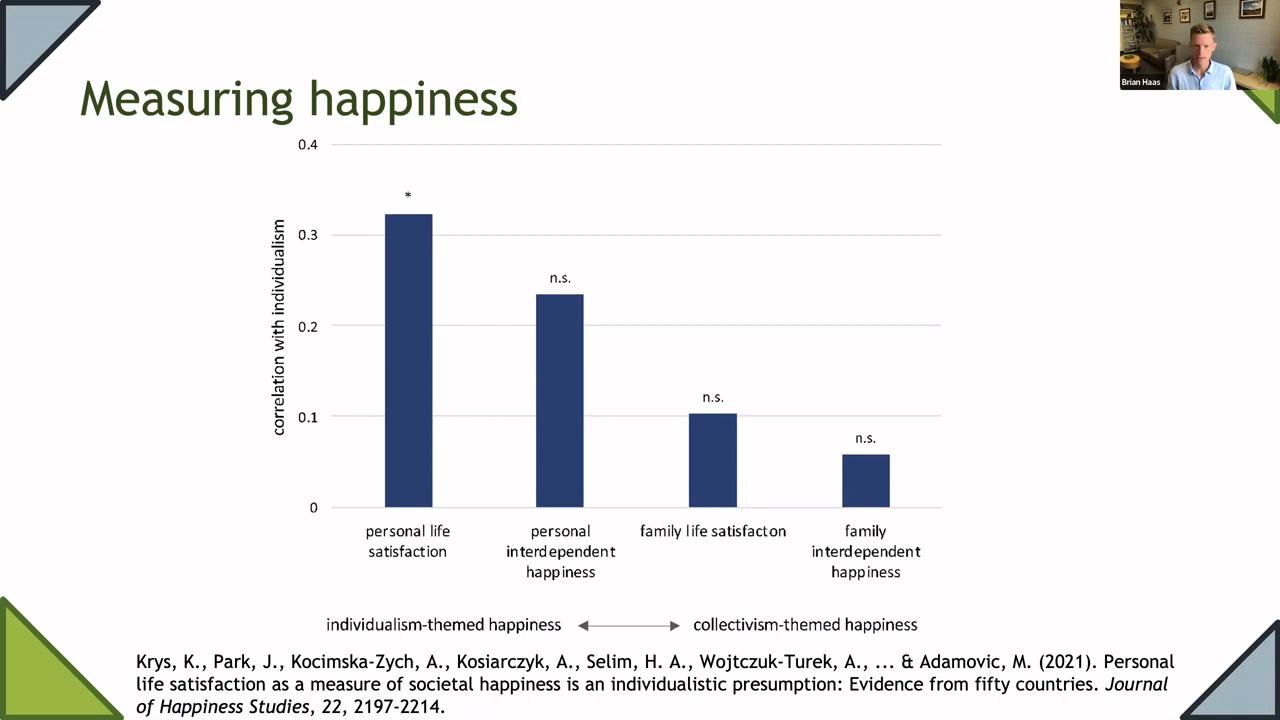 Brian Haas
Measuring happiness
0.4
0.3
0.2
0.1
0
correlation with individualism
*
n.s.
n.s.
n.s.
personal life
satisfaction
personal
interdependent
happiness
family life satisfacton
family
interdependent
happiness
individualism-themed happiness
collectivism-themed happiness
Krys, K., Park, J., Kocimska-Zych, A., Kosiarczyk, A., Selim, H. A., Wojtczuk-Turek, A., ... & Adamovic, M. (2021). Personal
life satisfaction as a measure of societal happiness is an individualistic presumption: Evidence from fifty countries. Journal
of Happiness Studies, 22, 2197-2214.